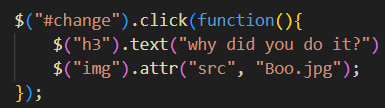 $("#change").click(function(){
    $("h3").text("why did you do it?")
    $("img").attr("src", "Boo.jpg");
});